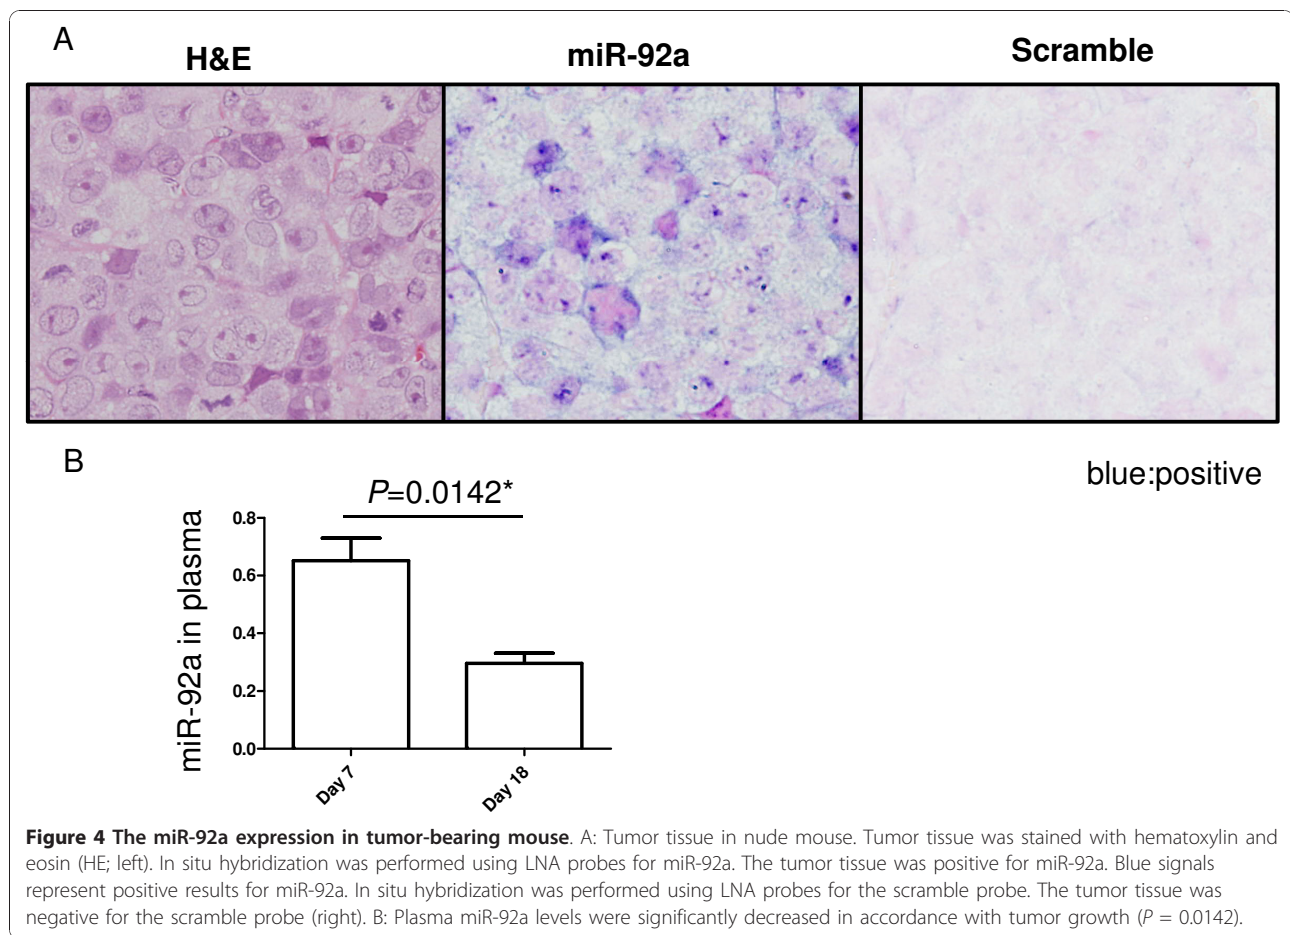 A
H&E
miR-92a
Scramble
B
blue:positive
P=0.0142*
miR-92a in plasma
0.8
0.6
0.4
0.2
0.0
Day 7
Day 18
Figure 4 The miR-92a expression in tumor-bearing mouse. A: Tumor tissue in nude mouse. Tumor tissue was stained with hematoxylin and
eosin (HE; left). In situ hybridization was performed using LNA probes for miR-92a. The tumor tissue was positive for miR-92a. Blue signals
represent positive results for miR-92a. In situ hybridization was performed using LNA probes for the scramble probe. The tumor tissue was
negative for the scramble probe (right). B: Plasma miR-92a levels were significantly decreased in accordance with tumor growth (P = 0.0142).